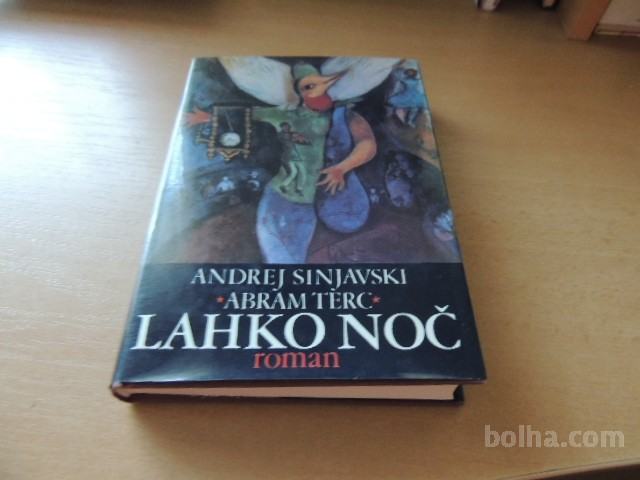 ANDREJ SINJAVSKI
*ABRAM TERC*
LAHKO NOČ
roman
bolha.com